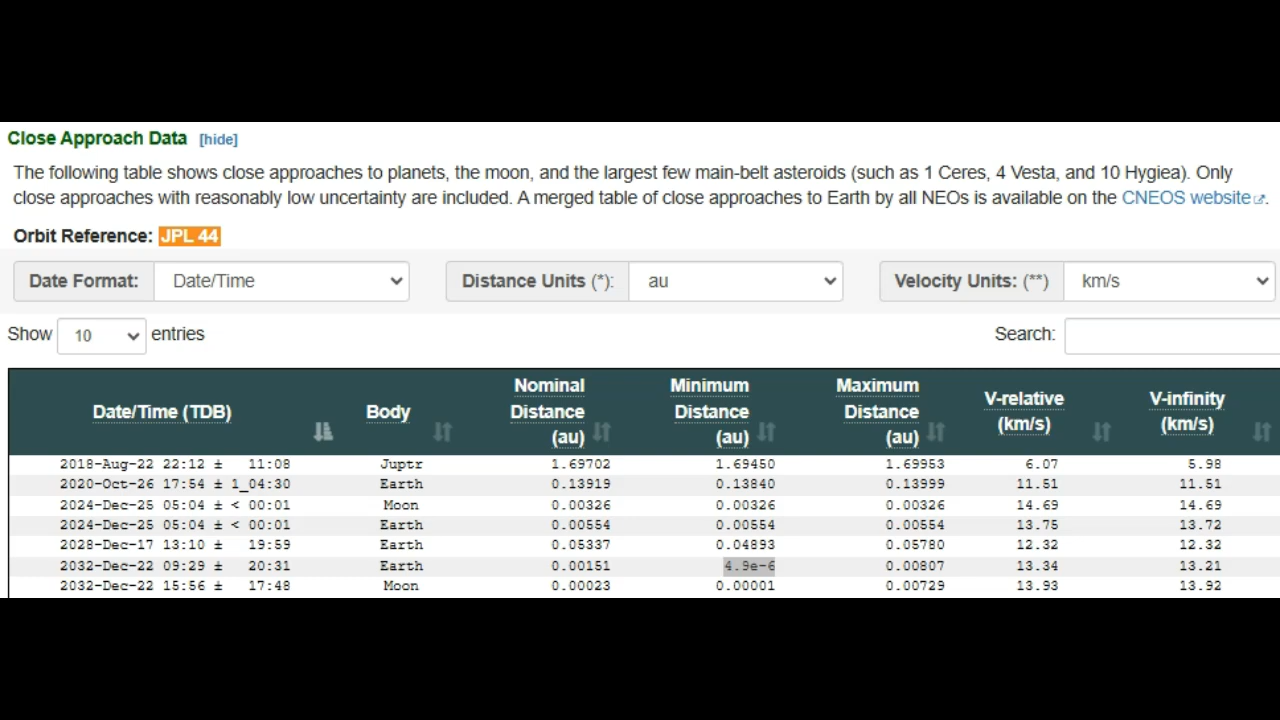 Close Approach Data [hide]
The following table shows close approaches to planets, the moon, and the largest few main-belt asteroids (such as 1 Ceres, 4 Vesta, and 10 Hygiea). Only
close approaches with reasonably low uncertainty are included. A merged table of close approaches to Earth by all NEOs is available on the CNEOS website.
Orbit Reference: JPL 44
Date Format: Date/Time Distance Units (*): au Velocity Units: (**) km/s
Show 10 entries Search:
Date/Time (TDB) Body Nominal Distance (au) Minimum Distance (au) Maximum Distance (au) V-relative (km/s) V-infinity (km/s)
2018-Aug-22 22:12 ± 11:08 Juptr 1.69702 1.69450 1.69953 6.07 5.98
2020-Oct-26 17:54 ± 1_04:30 Earth 0.13919 0.13840 0.13999 11.51 11.51
2024-Dec-25 05:04 ± < 00:01 Moon 0.00326 0.00326 0.00326 14.69 14.69
2024-Dec-25 05:04 ± < 00:01 Earth 0.00554 0.00554 0.00554 13.75 13.72
2028-Dec-17 13:10 ± 19:59 Earth 0.05337 0.04893 0.05780 12.32 12.32
2032-Dec-22 09:29 ± 20:31 Earth 0.00151 4.9e-6 0.00807 13.34 13.21
2032-Dec-22 15:56 ± 17:48 Moon 0.00023 0.00001 0.00729 13.93 13.92